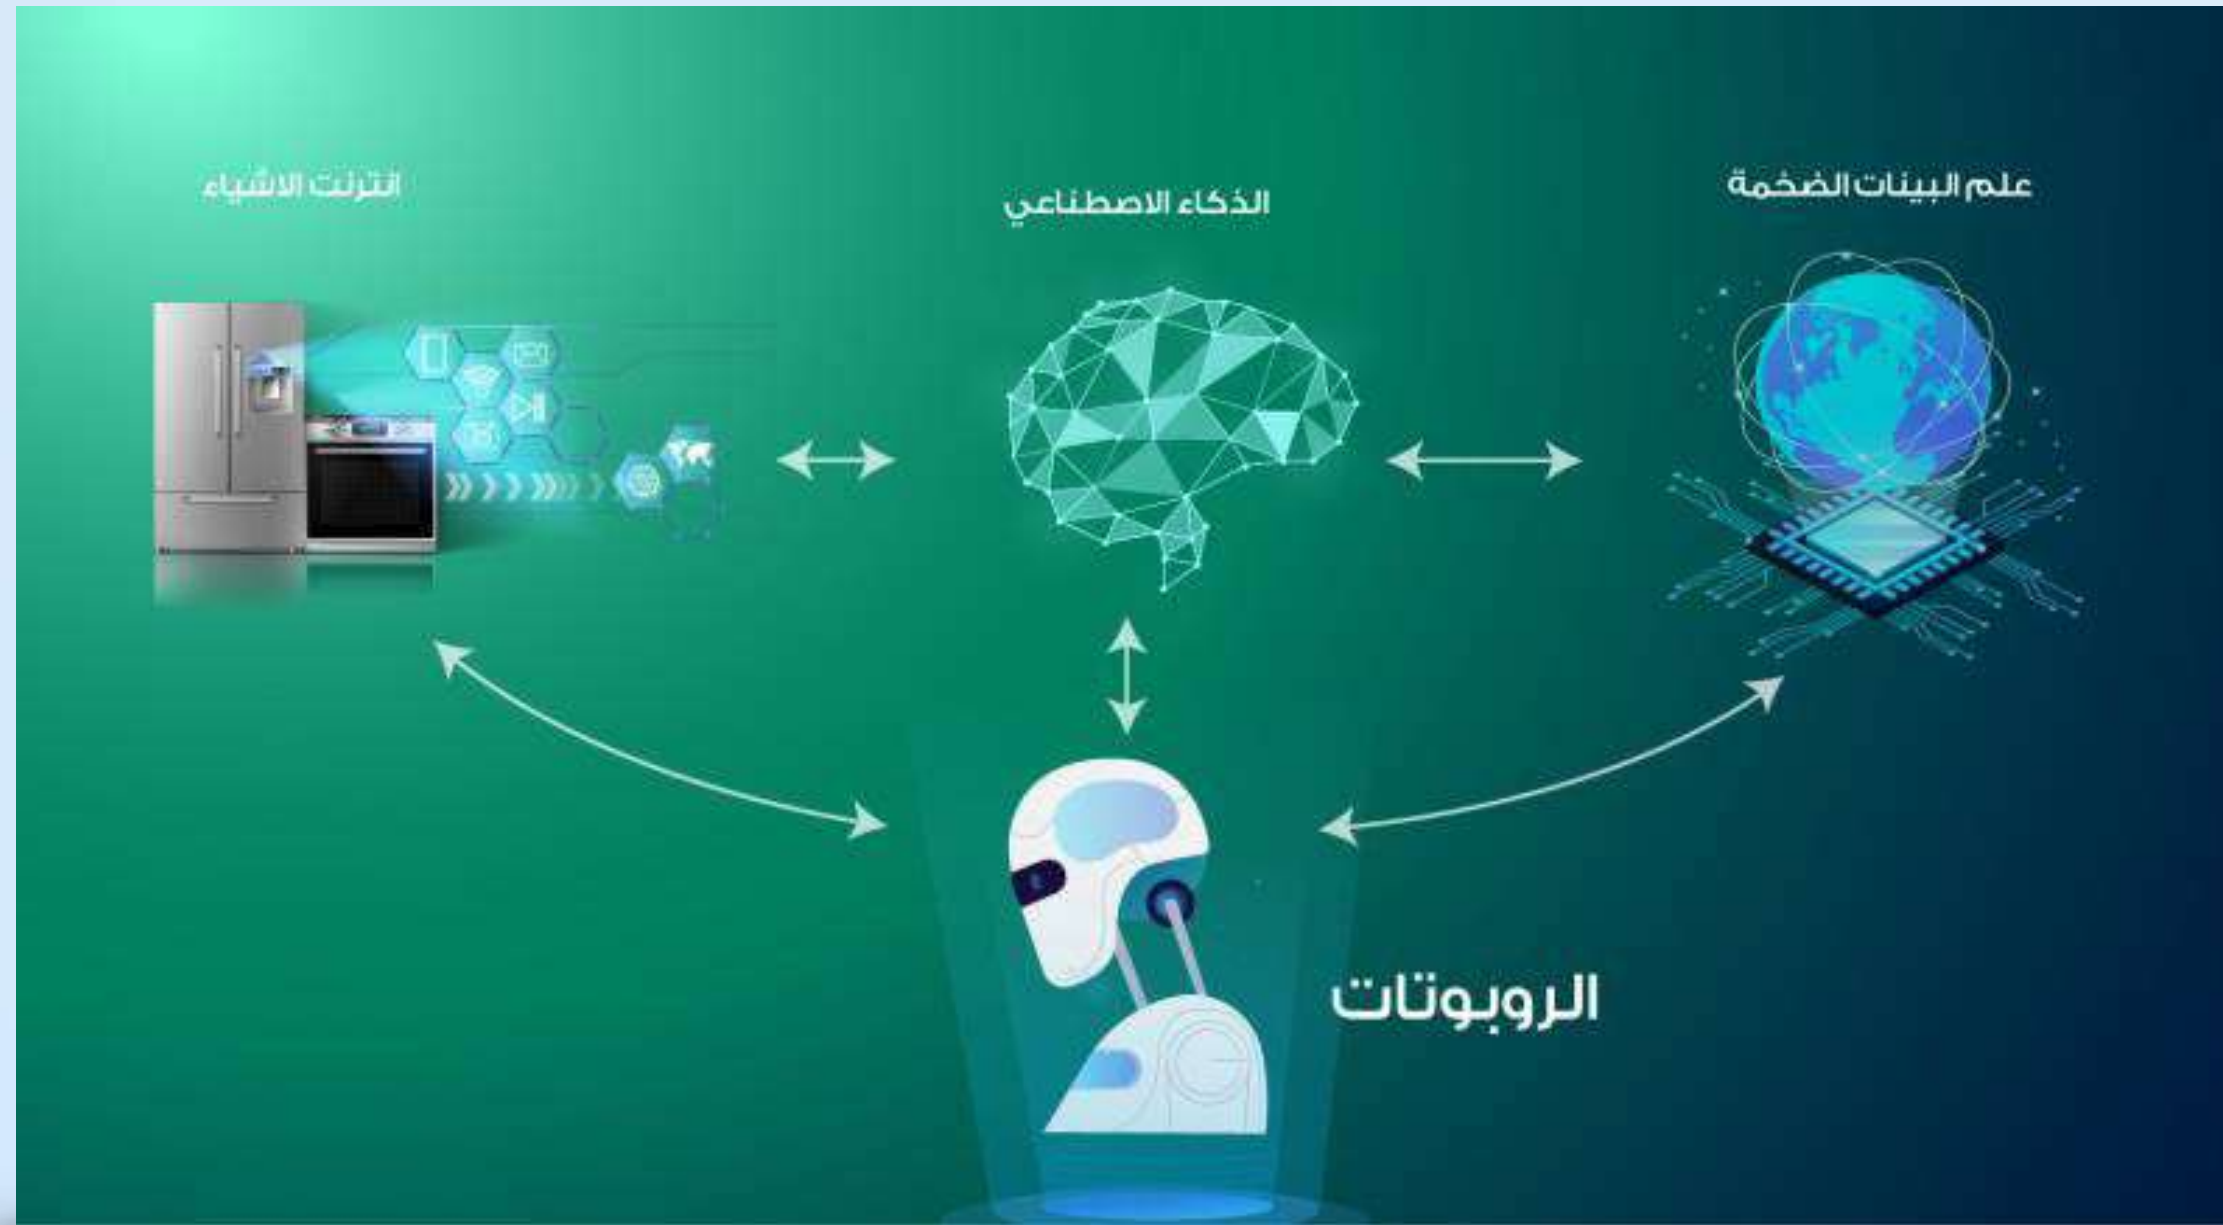 علم البينات الضخمة
الذكاء الاصطناعي
انترنت الاشياء
الروبوتات